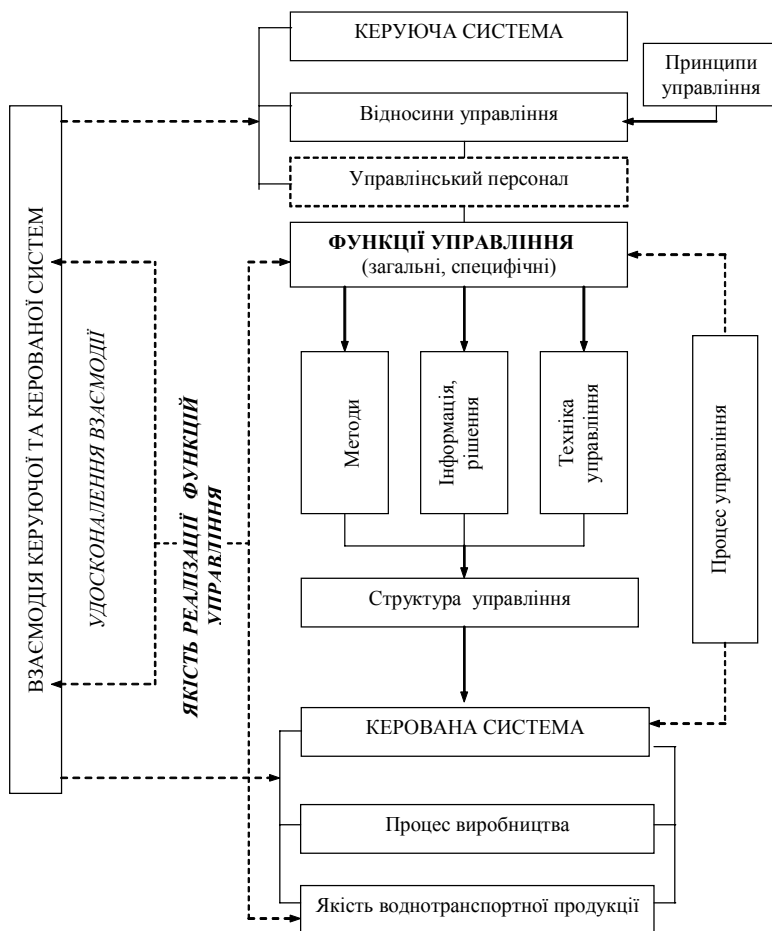 КЕРУЮЧА СИСТЕМА
Принципи
управління
Відносини управління
Управлінський персонал
ФУНКЦІЇ УПРАВЛІННЯ
(загальні, специфічні)
ВЗАЄМОДІЯ КЕРУЮЧОЇ ТА КЕРОВАНОЇ СИСТЕМ
УДОСКОНАЛЕННЯ ВЗАЄМОДІЇ
ЯКІСТЬ РЕАЛІЗАЦІЇ ФУНКЦІЙ
УПРАВЛІННЯ
Методи
Інформація,
рішення
Техніка
управління
Процес управління
Структура управління
КЕРОВАНА СИСТЕМА
Процес виробництва
Якість воднотранспортної продукції